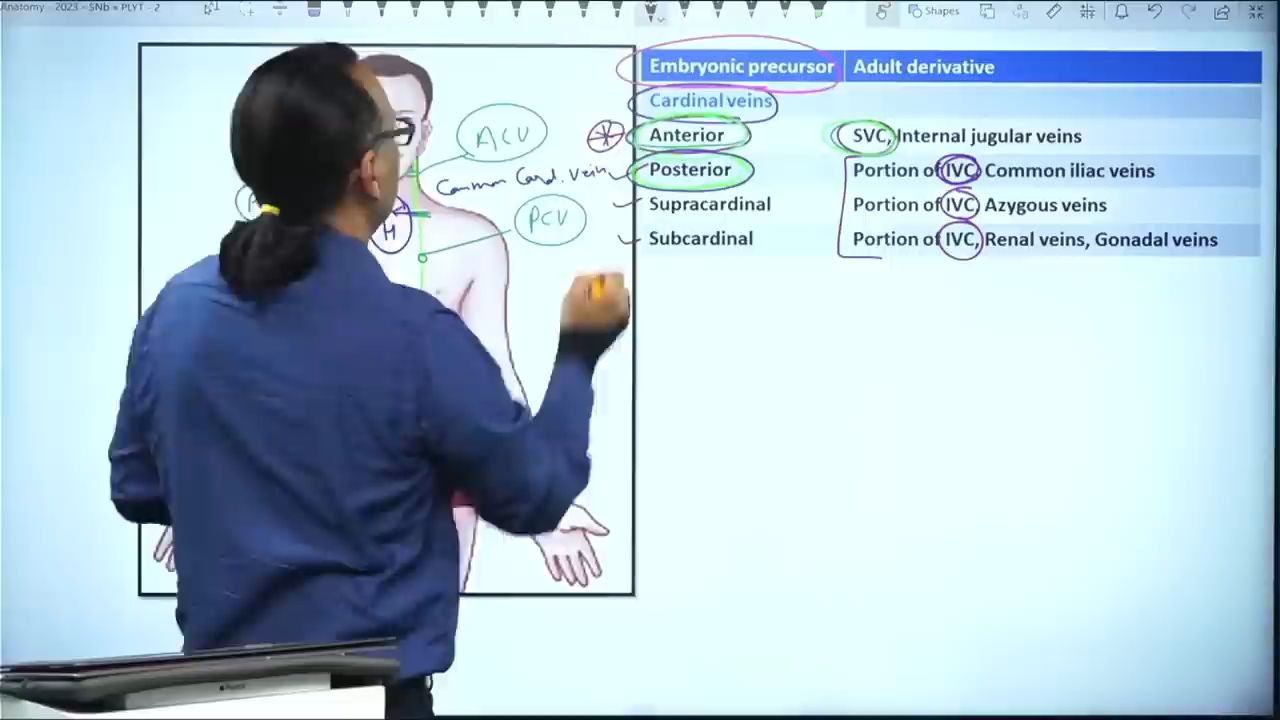 Anatomy - 2023 - SNb = PLYT - 2
Shapes
Embryonic precursor Adult derivative
Cardinal veins
Anterior SVC, Internal jugular veins
Posterior Portion of IVC, Common iliac veins
Supracardinal Portion of IVC, Azygous veins
Subcardinal Portion of IVC, Renal veins, Gonadal veins
ACV
Common Card. Vein
PCV
H